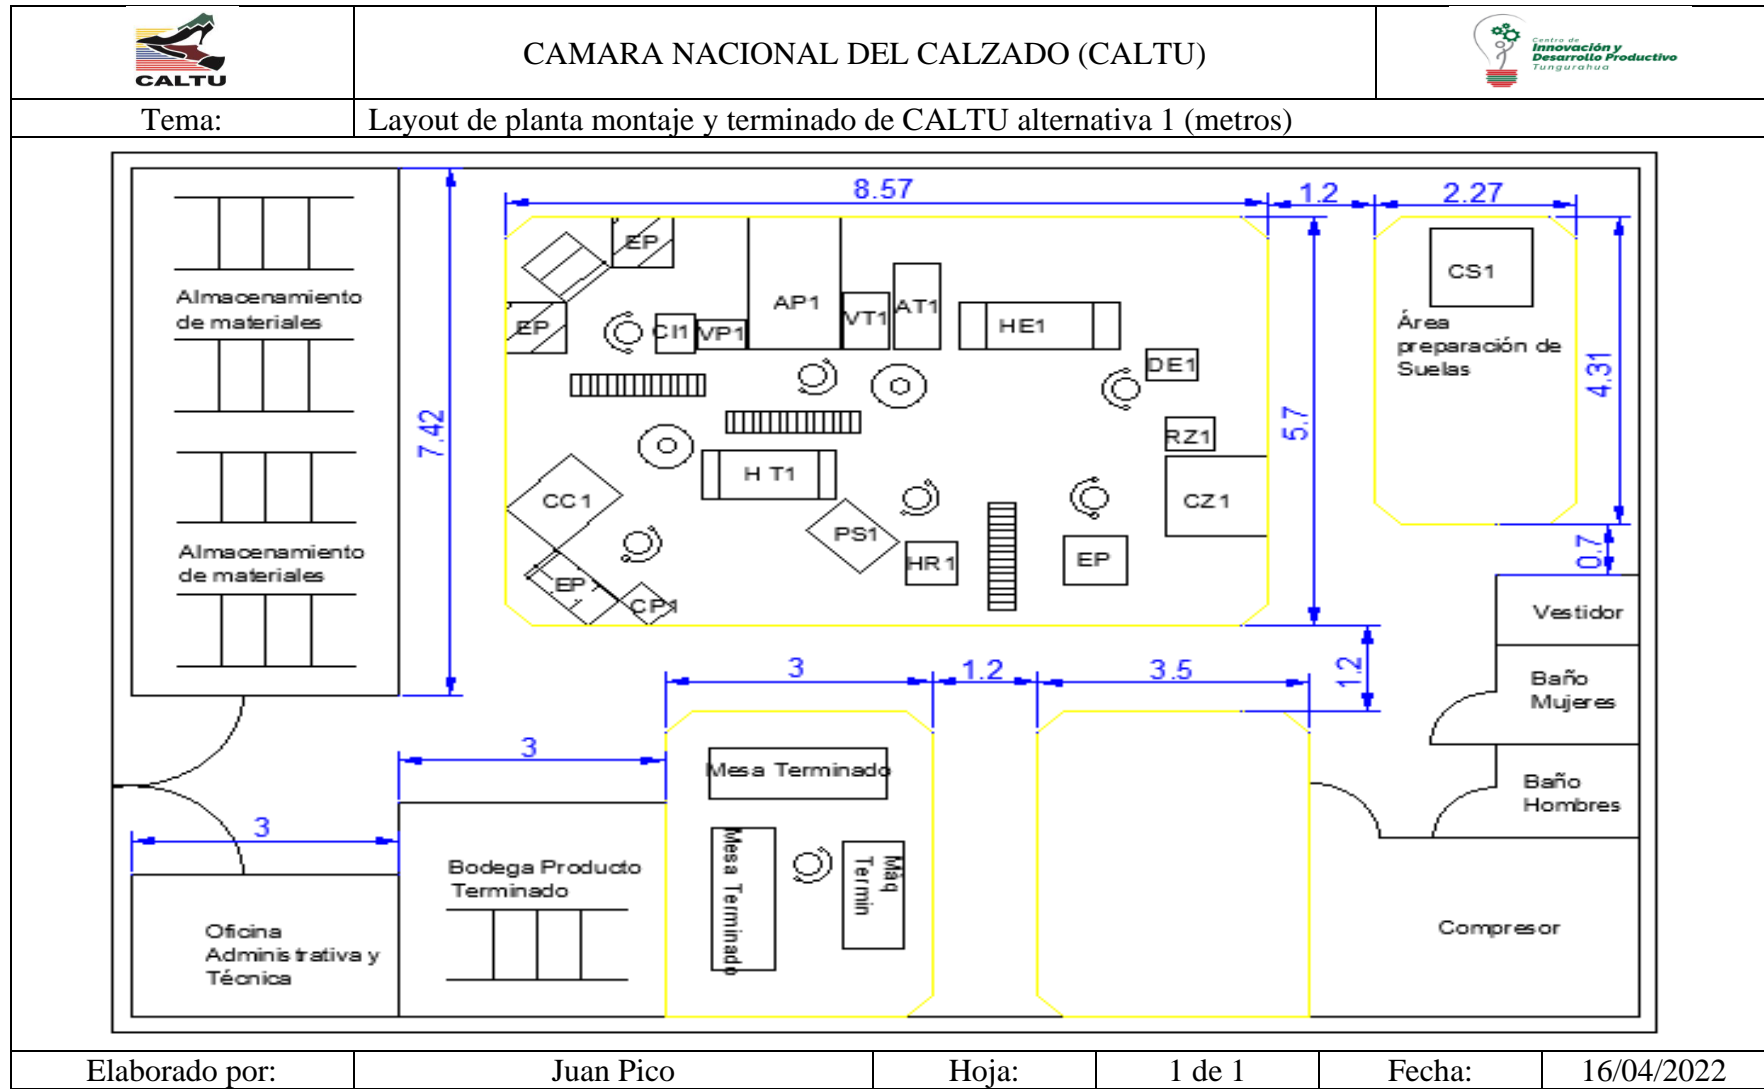 CALTU
CAMARA NACIONAL DEL CALZADO (CALTU)
Centro de
Innovación y
Desarrollo Productivo
Tungurahua
Tema:
Layout de planta montaje y terminado de CALTU alternativa 1 (metros)
8.57
1.2
2.27
EP
CS1
Almacenamiento
de materiales
EP
CI1
VP1
AP1
VT1
AT1
HE1
Área
preparación de
Suelas
DE1
4.31
7.42
5.7
RZ1
H T1
CC1
CZ1
PS1
Almacenamiento
de materiales
HR1
EP
EP
CP1
0.7
Vestidor
3
1.2
3.5
1.2
Baño
Mujeres
3
Mesa Terminado
Baño
Hombres
3
Mesa Terminado
Máq
Termin
Bodega Producto
Terminado
Oficina
Administrativa y
Técnica
Compresor
Elaborado por:
Juan Pico
Hoja:
1 de 1
Fecha:
16/04/2022